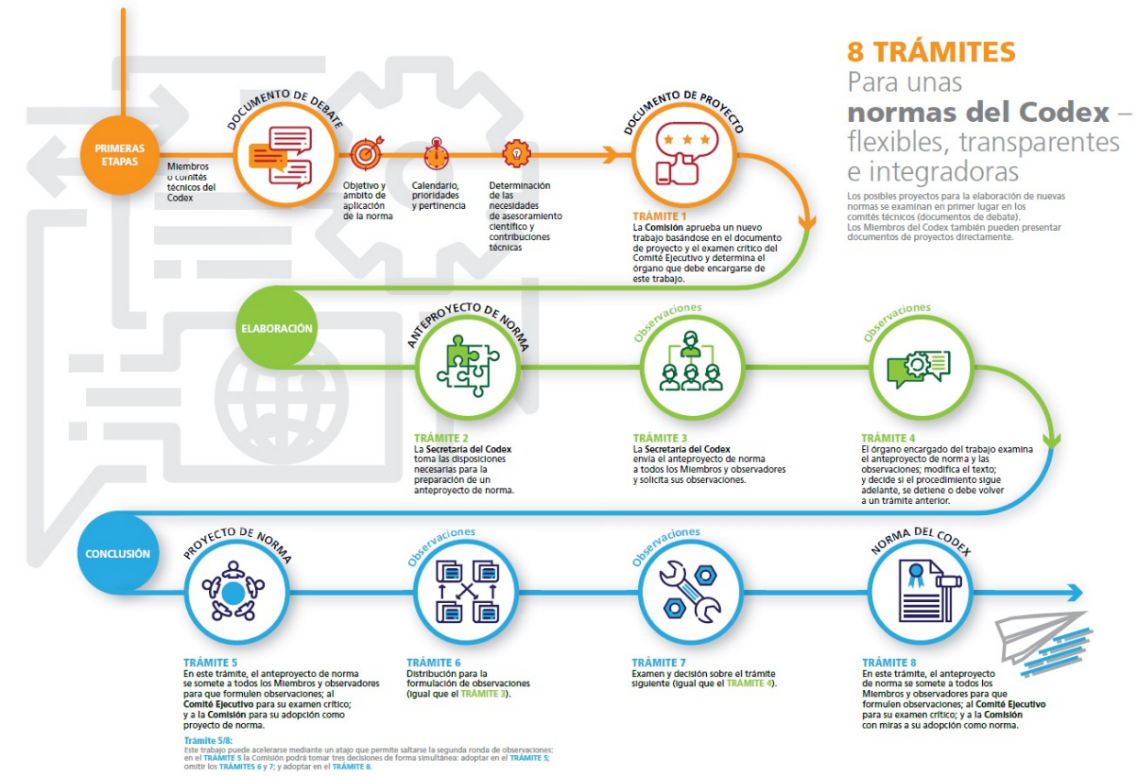 8 TRÁMITES
Para unas
normas del Codex –
flexibles, transparentes
e integradoras
Los posibles proyectos para la elaboración de nuevas
normas se examinan en primer lugar en los
comités técnicos (documentos de debate).
Los Miembros del Codex también pueden presentar
documentos de proyectos directamente.
PRIMERAS
ETAPAS
Miembros
o comités
técnicos del
Codex
DOCUMENTO DE DEBATE
Objetivo y
ámbito de
aplicación
de la norma
Calendario,
prioridades
y pertinencia
Determinación
de las
necesidades
de asesoramiento
científico y
contribuciones
técnicas
DOCUMENTO DE PROYECTO
TRÁMITE 1
La Comisión aprueba un nuevo
trabajo basándose en el documento
de proyecto y el examen crítico del
Comité Ejecutivo y determina el
órgano que debe encargarse de
este trabajo.
ELABORACIÓN
ANTEPROYECTO DE NORMA
TRÁMITE 2
La Secretaría del Codex
toma las disposiciones
necesarias para la
preparación de un
anteproyecto de norma.
Observaciones
TRÁMITE 3
La Secretaría del Codex
envía el anteproyecto de norma
a todos los Miembros y observadores
y solicita sus observaciones.
Observaciones
TRÁMITE 4
El órgano encargado del trabajo examina
el anteproyecto de norma y las
observaciones; modifica el texto;
y decide si el procedimiento sigue
adelante, se detiene o debe volver
a un trámite anterior.
CONCLUSIÓN
PROYECTO DE NORMA
TRÁMITE 5
En este trámite, el anteproyecto de norma
se somete a todos los Miembros y observadores
para que formulen observaciones; al
Comité Ejecutivo para su examen crítico;
y a la Comisión para su adopción como
proyecto de norma.
Trámite 5/8:
Este trabajo puede acelerarse mediante un atajo que permite saltarse la segunda ronda de observaciones:
en el TRÁMITE 5 la Comisión podrá tomar tres decisiones de forma simultánea: adoptar en el TRÁMITE 5;
omitir los TRÁMITES 6 y 7; y adoptar en el TRÁMITE 8.
Observaciones
TRÁMITE 6
Distribución para la
formulación de observaciones
(igual que el TRÁMITE 3).
Observaciones
TRÁMITE 7
Examen y decisión sobre el trámite
siguiente (igual que el TRÁMITE 4).
NORMA DEL CODEX
TRÁMITE 8
En este trámite, el anteproyecto
de norma se somete a todos los
Miembros y observadores para que
formulen observaciones; al Comité Ejecutivo
para su examen crítico; y a la Comisión
con miras a su adopción como norma.